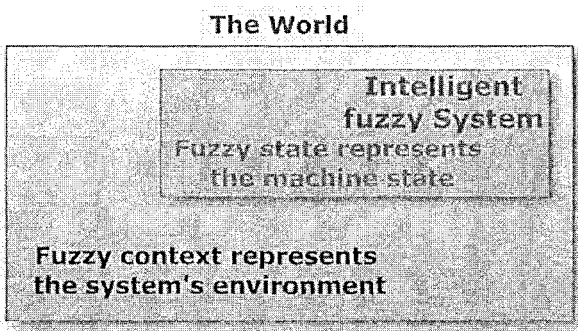 The World
Intelligent
fuzzy System
Fuzzy state represents
the machine state
Fuzzy context represents
the system's environment